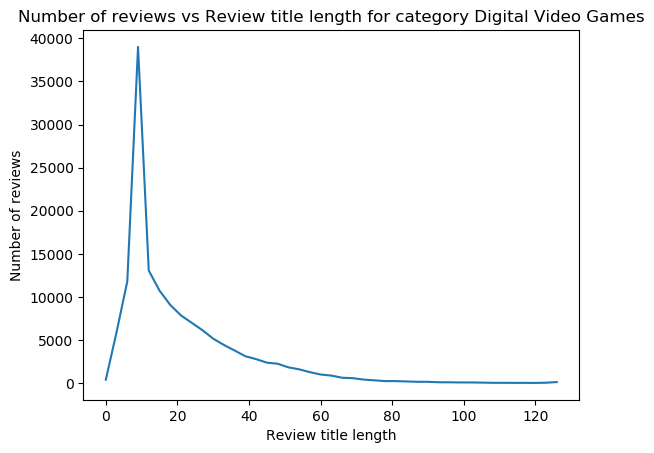 Number of reviews vs Review title length for category Digital Video Games
40000
35000
30000
25000
20000
15000
10000
5000
0
Number of reviews
0 20 40 60 80 100 120
Review title length